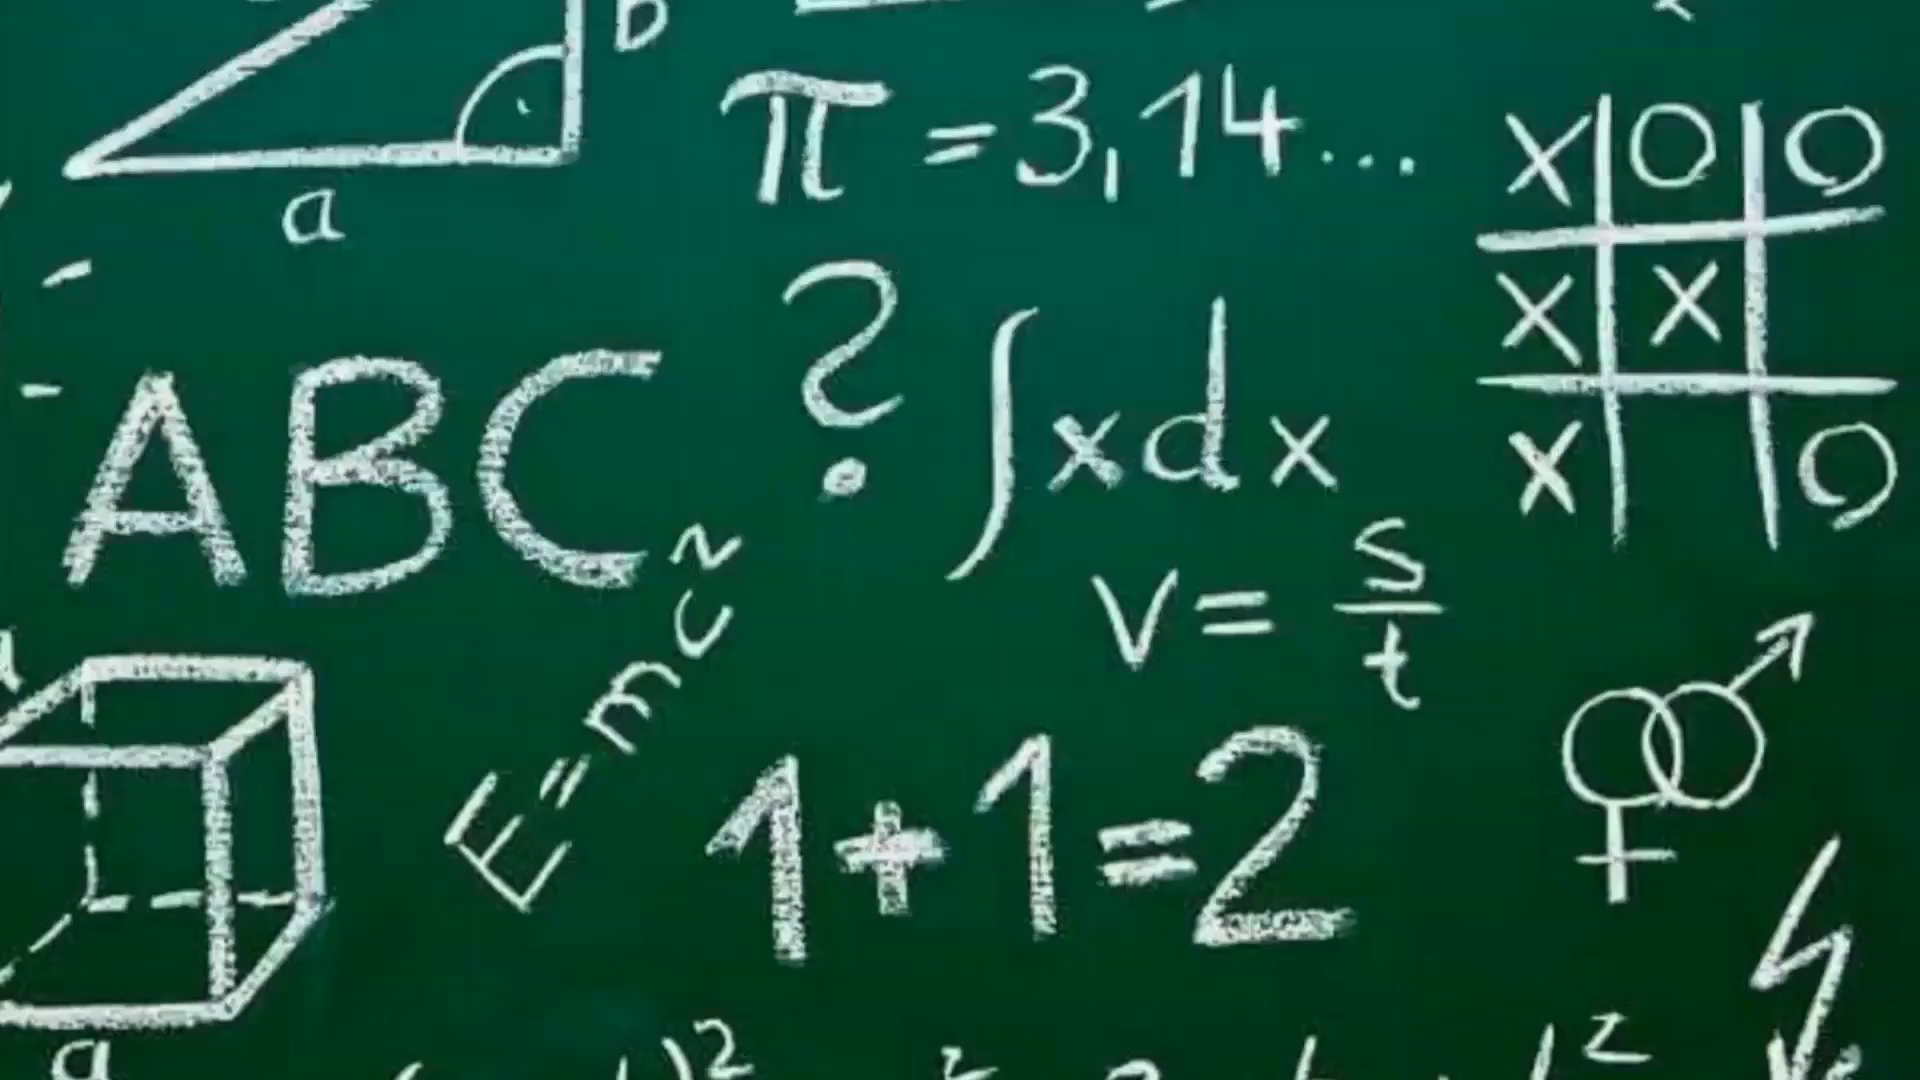 b
π = 3,14...
a
X O O
X X
X O
ABC
?
∫xdx
v = s/t
E=mc²
1+1=2
a